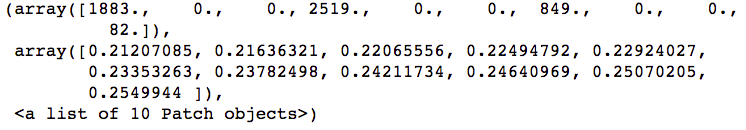 (array([1883.,    0.,    0., 2519.,    0.,    0.,  849.,    0.,    0.,
          82.]),
 array([0.21207085, 0.21636321, 0.22065556, 0.22494792, 0.22924027,
        0.23353263, 0.23782498, 0.24211734, 0.24640969, 0.25070205,
        0.2549944 ]),
 <a list of 10 Patch objects>)